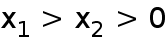 x₁ > x₂ > 0